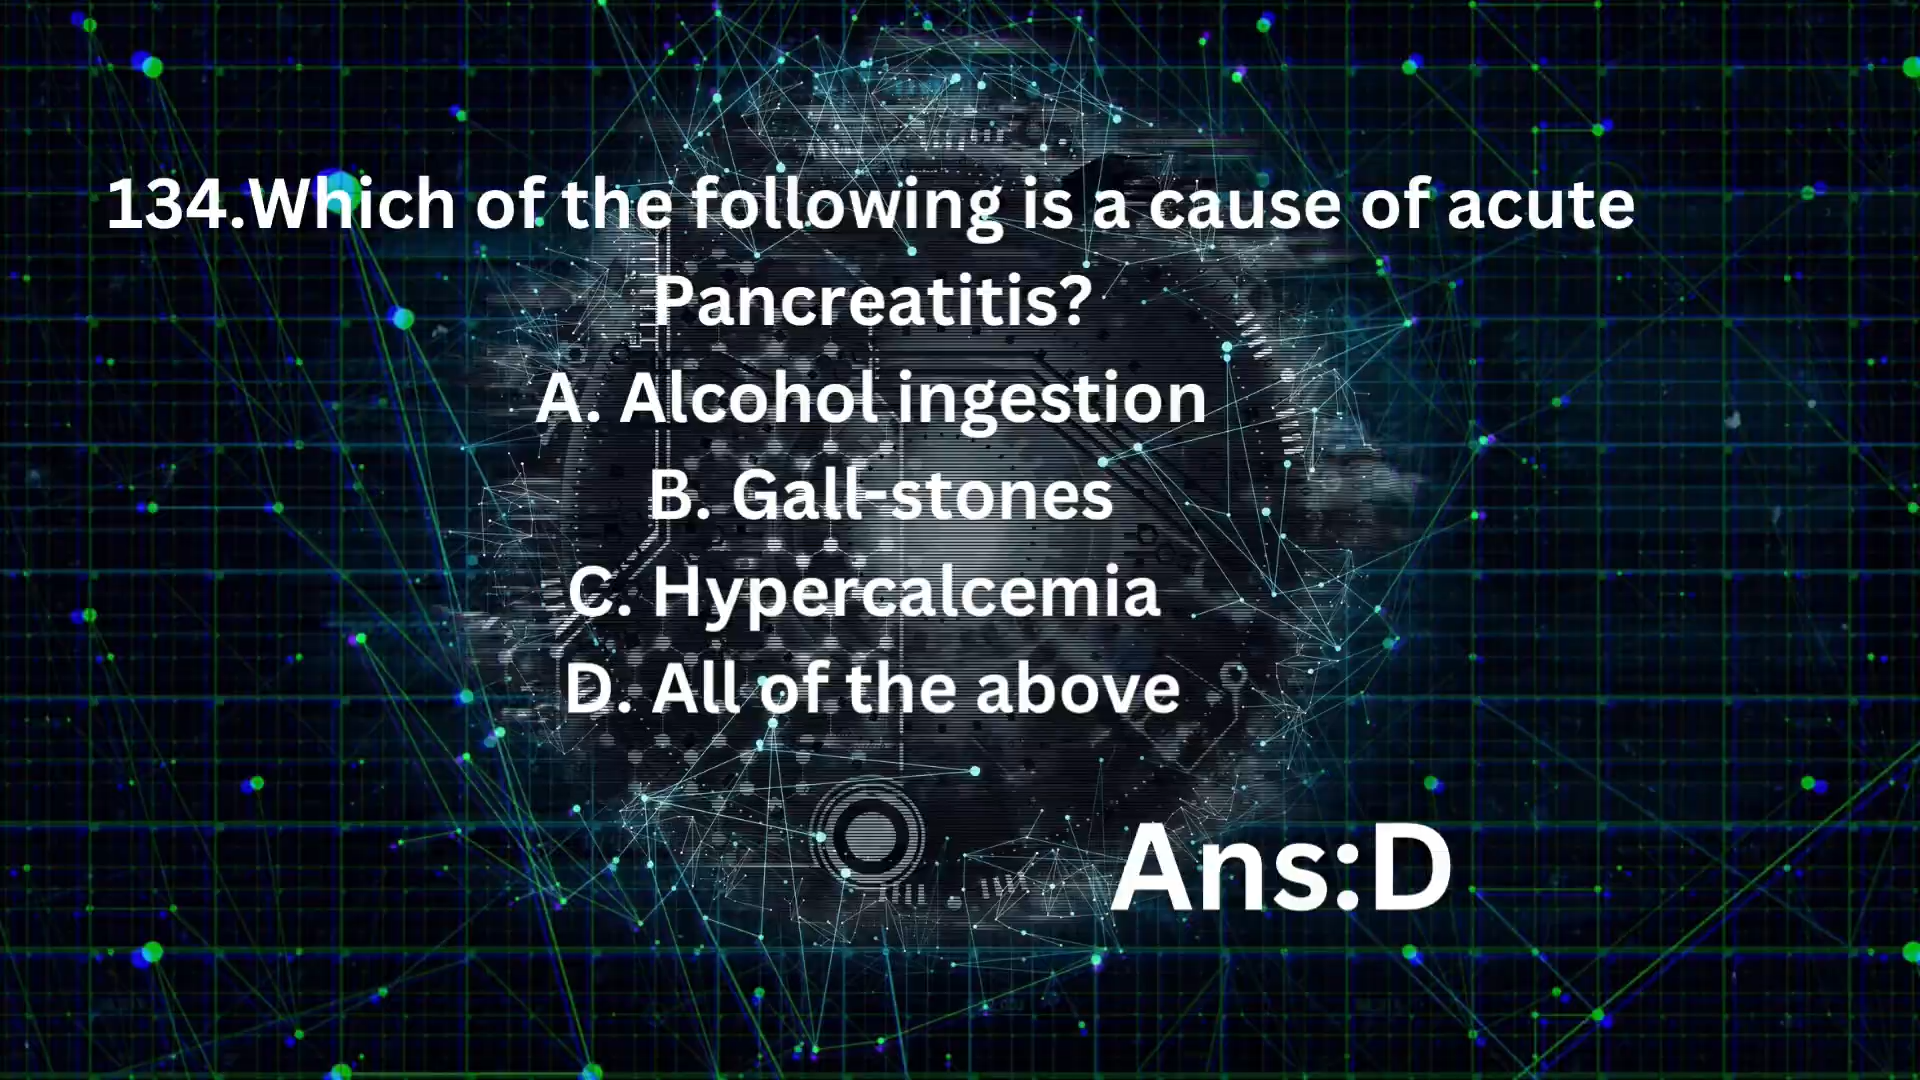 134.Which of the following is a cause of acute
Pancreatitis?
A. Alcohol ingestion
B. Gall-stones
C. Hypercalcemia
D. All of the above
Ans:D